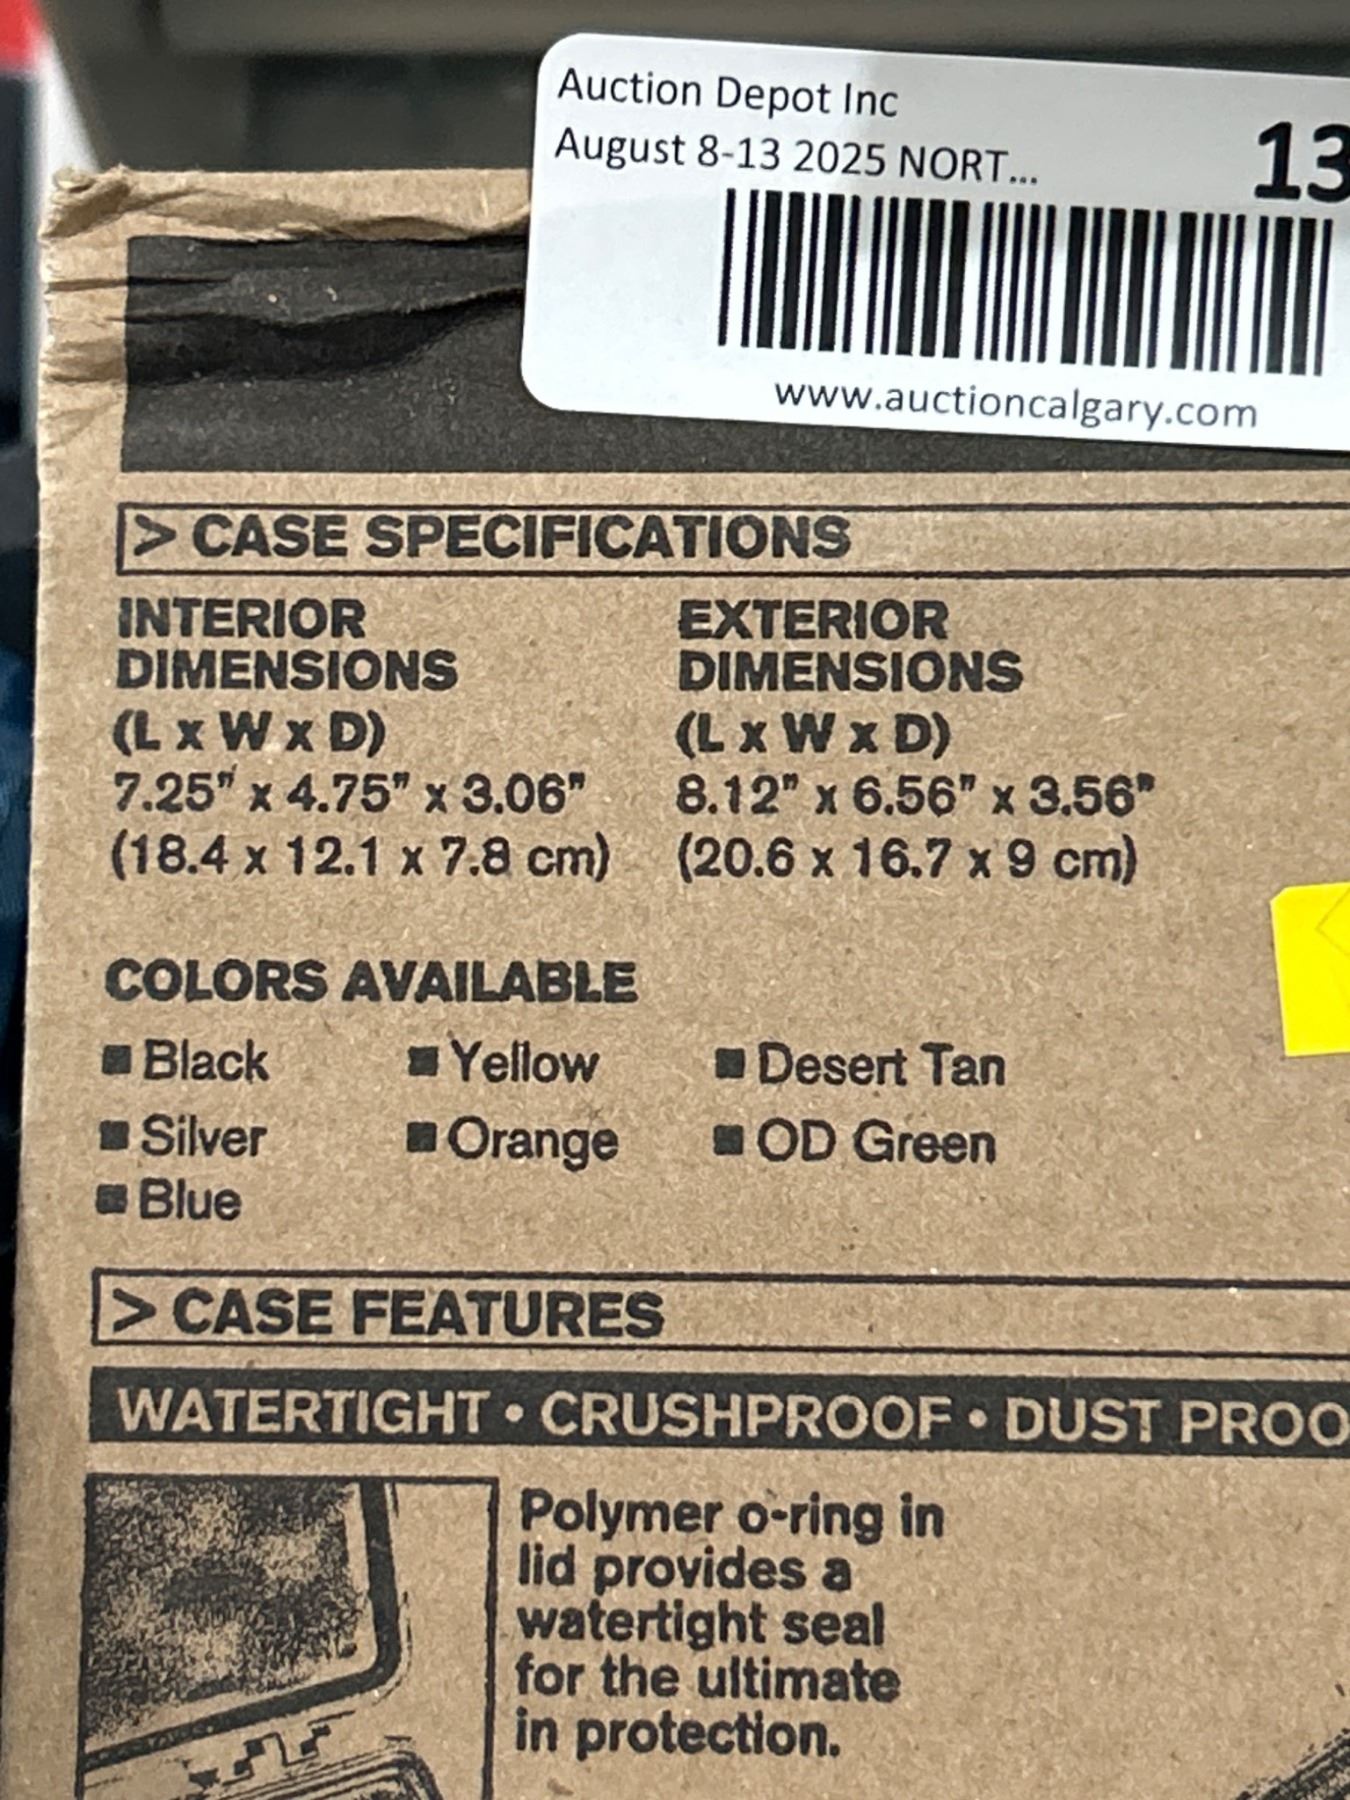 Auction Depot Inc
August 8-13 2025 NORT...
13
www.auctioncalgary.com
> CASE SPECIFICATIONS
INTERIOR
DIMENSIONS
(L x W x D)
7.25" x 4.75" x 3.06"
(18.4 x 12.1 x 7.8 cm)
EXTERIOR
DIMENSIONS
(L x W x D)
8.12" x 6.56" x 3.56"
(20.6 x 16.7 x 9 cm)
COLORS AVAILABLE
■ Black ■ Yellow ■ Desert Tan
■ Silver ■ Orange ■ OD Green
■ Blue
> CASE FEATURES
WATERTIGHT • CRUSHPROOF • DUST PROO
Polymer o-ring in
lid provides a
watertight seal
for the ultimate
in protection.